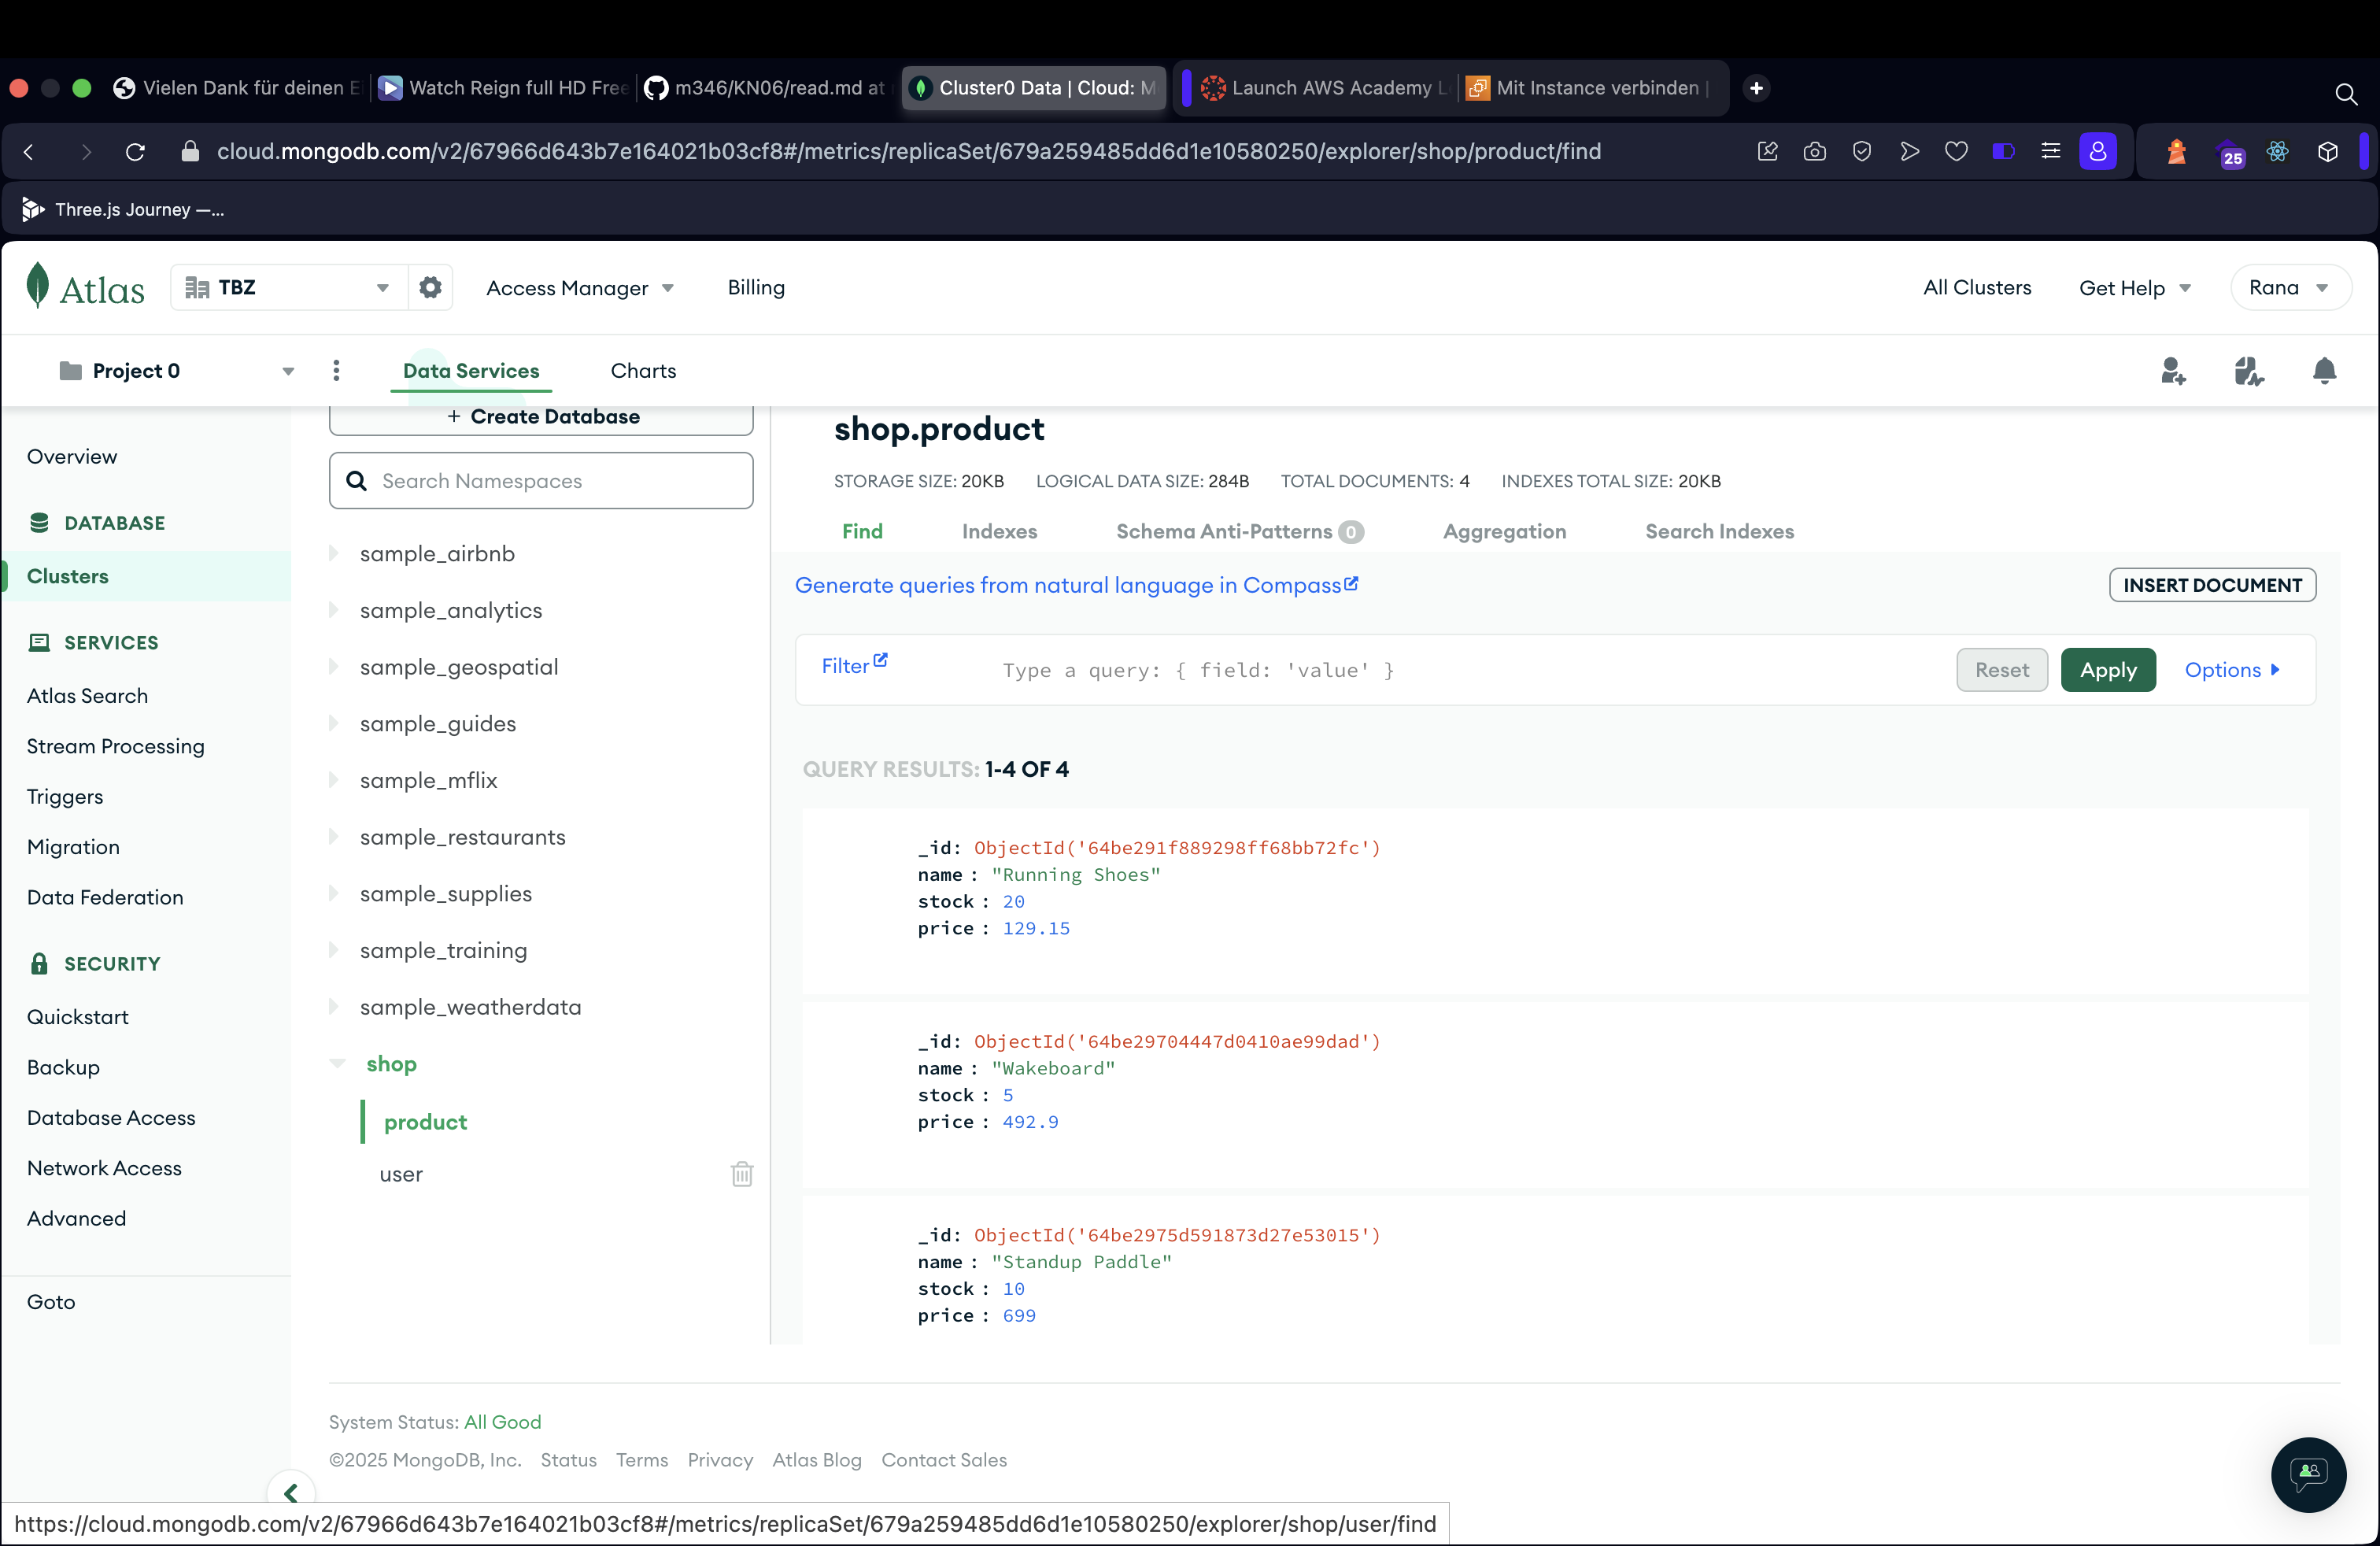 Vielen Dank für deinen E
Watch Reign full HD Free
m346/KN06/read.md at
Cluster0 Data | Cloud: M
Launch AWS Academy L
Mit Instance verbinden |
cloud.mongodb.com/v2/67966d643b7e164021b03cf8#/metrics/replicaSet/679a259485dd6d1e10580250/explorer/shop/product/find
25
Three.js Journey —...
Atlas
TBZ
Access Manager
Billing
All Clusters
Get Help
Rana
Project 0
Data Services
Charts
Overview
DATABASE
Clusters
SERVICES
Atlas Search
Stream Processing
Triggers
Migration
Data Federation
SECURITY
Quickstart
Backup
Database Access
Network Access
Advanced
Goto
+ Create Database
Search Namespaces
sample_airbnb
sample_analytics
sample_geospatial
sample_guides
sample_mflix
sample_restaurants
sample_supplies
sample_training
sample_weatherdata
shop
product
user
shop.product
STORAGE SIZE: 20KB LOGICAL DATA SIZE: 284B TOTAL DOCUMENTS: 4 INDEXES TOTAL SIZE: 20KB
Find Indexes Schema Anti-Patterns 0 Aggregation Search Indexes
Generate queries from natural language in Compass
INSERT DOCUMENT
Filter
Type a query: { field: 'value' }
Reset
Apply
Options
QUERY RESULTS: 1-4 OF 4
_id: ObjectId('64be291f889298ff68bb72fc')
name : "Running Shoes"
stock : 20
price : 129.15
_id: ObjectId('64be29704447d0410ae99dad')
name : "Wakeboard"
stock : 5
price : 492.9
_id: ObjectId('64be2975d591873d27e53015')
name : "Standup Paddle"
stock : 10
price : 699
System Status: All Good
©2025 MongoDB, Inc. Status Terms Privacy Atlas Blog Contact Sales
https://cloud.mongodb.com/v2/67966d643b7e164021b03cf8#/metrics/replicaSet/679a259485dd6d1e10580250/explorer/shop/user/find